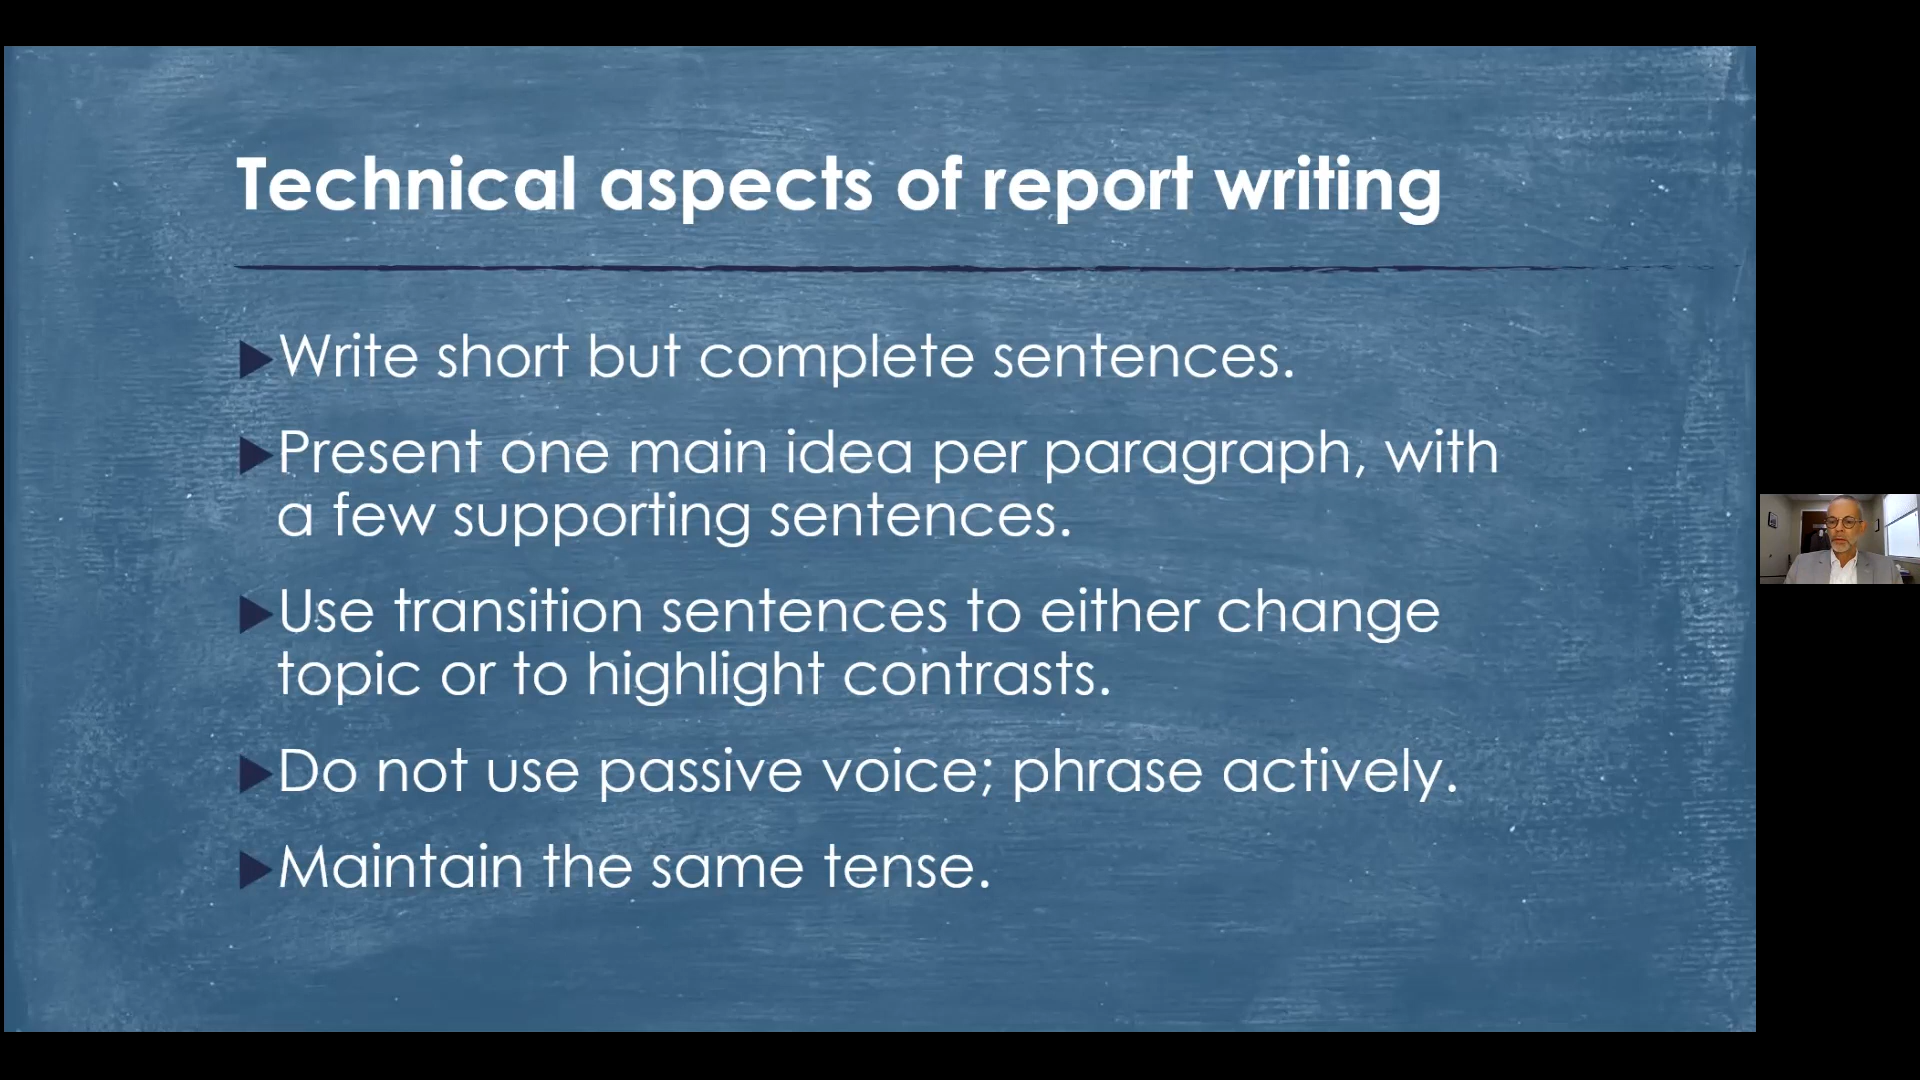 Technical aspects of report writing
Write short but complete sentences.
Present one main idea per paragraph, with
a few supporting sentences.
Use transition sentences to either change
topic or to highlight contrasts.
Do not use passive voice; phrase actively.
Maintain the same tense.